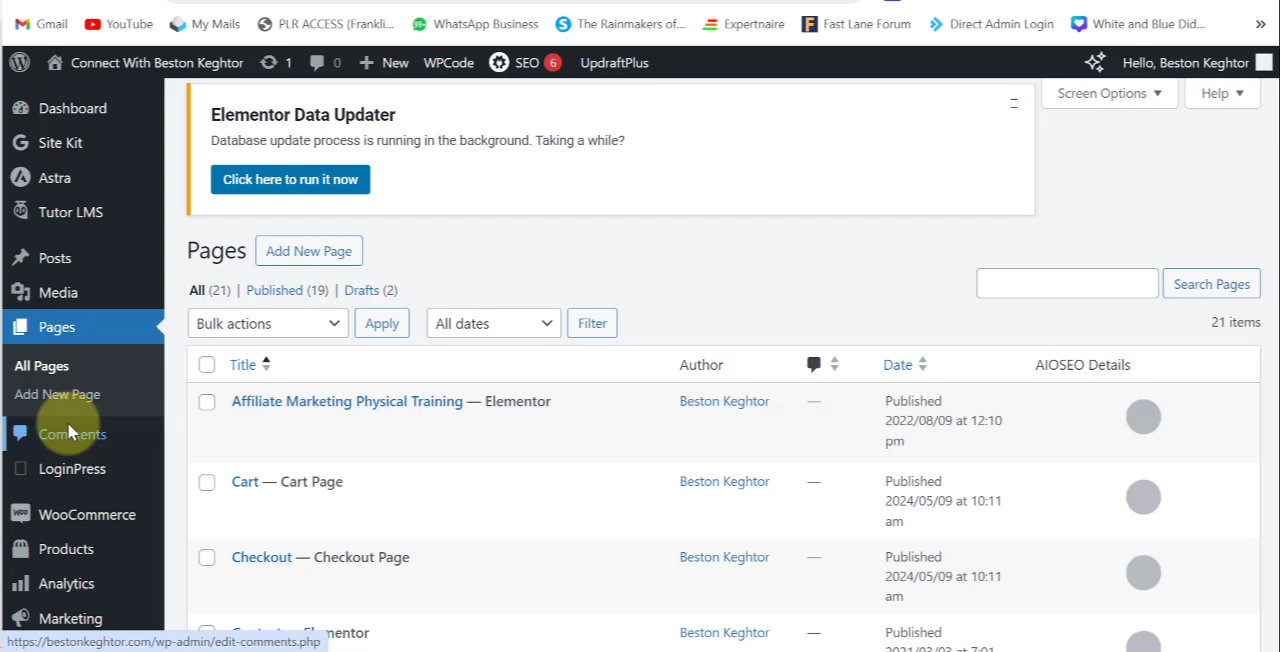 Gmail YouTube My Mails PLR ACCESS (Frankli... WhatsApp Business The Rainmakers of... Expertnaire Fast Lane Forum Direct Admin Login White and Blue Did... »
Connect With Beston Keghtor 1 0 + New WPCode SEO 6 UpdraftPlus Hello, Beston Keghtor
Screen Options ▼ Help ▼
Dashboard
Site Kit
Astra
Tutor LMS
Posts
Media
Pages
All Pages
Add New Page
Comments
LoginPress
WooCommerce
Products
Analytics
Marketing
Elementor Data Updater
Database update process is running in the background. Taking a while?
Click here to run it now
Pages Add New Page
All (21) | Published (19) | Drafts (2)
Search Pages
Bulk actions Apply All dates Filter
21 items
Title Author Date AIOSEO Details
Affiliate Marketing Physical Training — Elementor Beston Keghtor — Published
2022/08/09 at 12:10
pm
Cart — Cart Page Beston Keghtor — Published
2024/05/09 at 10:11
am
Checkout — Checkout Page Beston Keghtor — Published
2024/05/09 at 10:11
am
Beston Keghtor — Published
https://bestonkeghtor.com/wp-admin/edit-comments.php